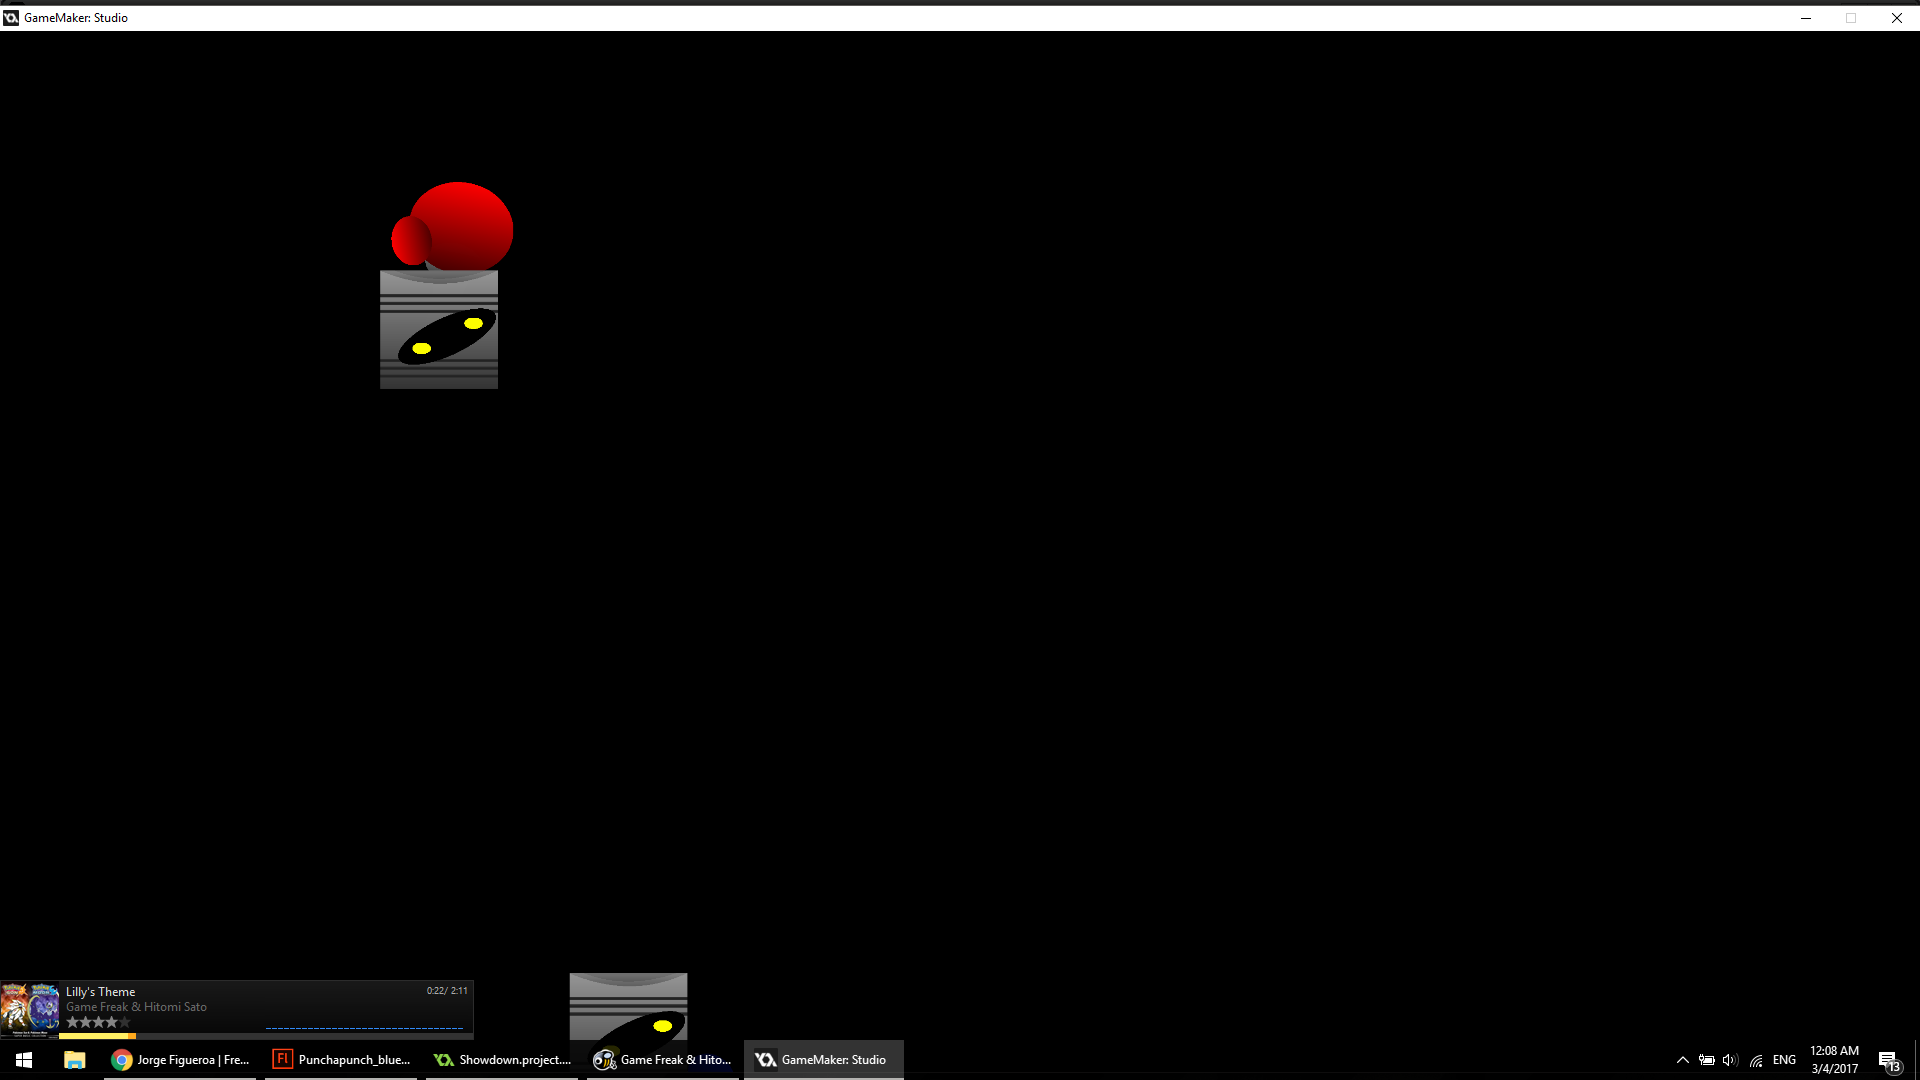 GameMaker: Studio
Lilly's Theme
0:22/ 2:11
Game Freak & Hitomi Sato
Jorge Figueroa | Fre...
Fl
Punchapunch_blue...
Showdown.project....
Game Freak & Hito...
GameMaker: Studio
ENG
12:08 AM
3/4/2017
13